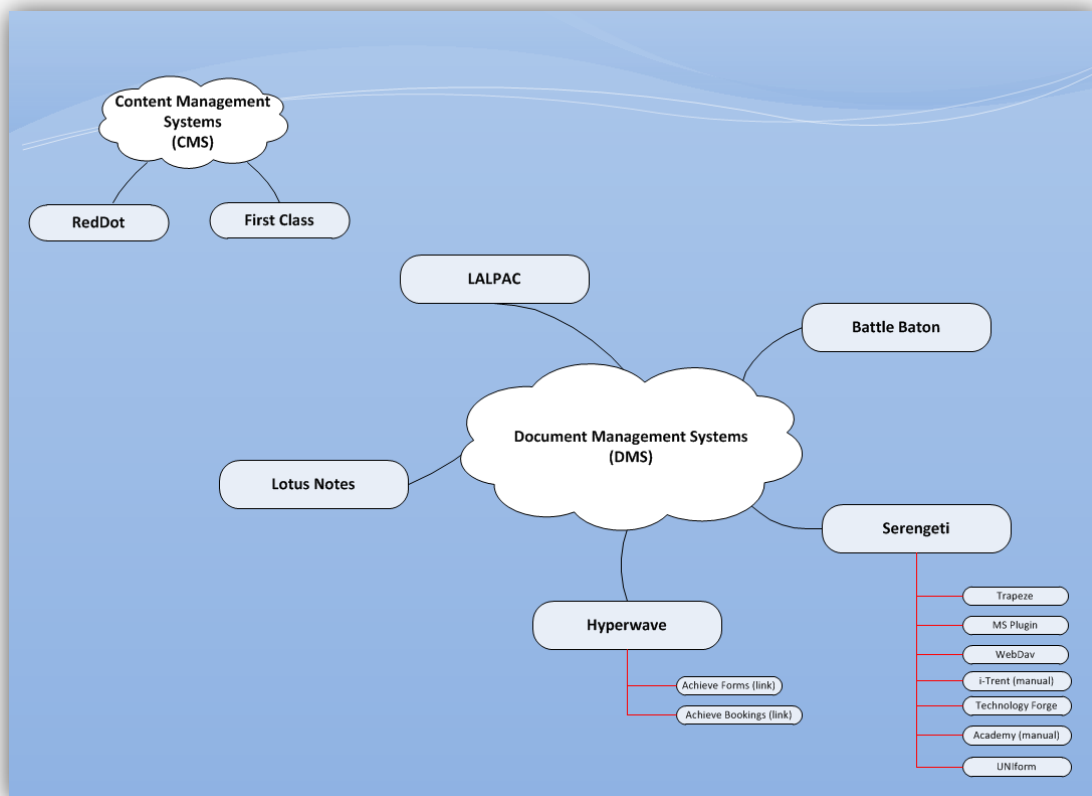 Content Management
Systems
(CMS)
RedDot
First Class
LALPAC
Battle Baton
Document Management Systems
(DMS)
Lotus Notes
Serengeti
Trapeze
MS Plugin
WebDav
i-Trent (manual)
Technology Forge
Academy (manual)
UNIform
Hyperwave
Achieve Forms (link)
Achieve Bookings (link)